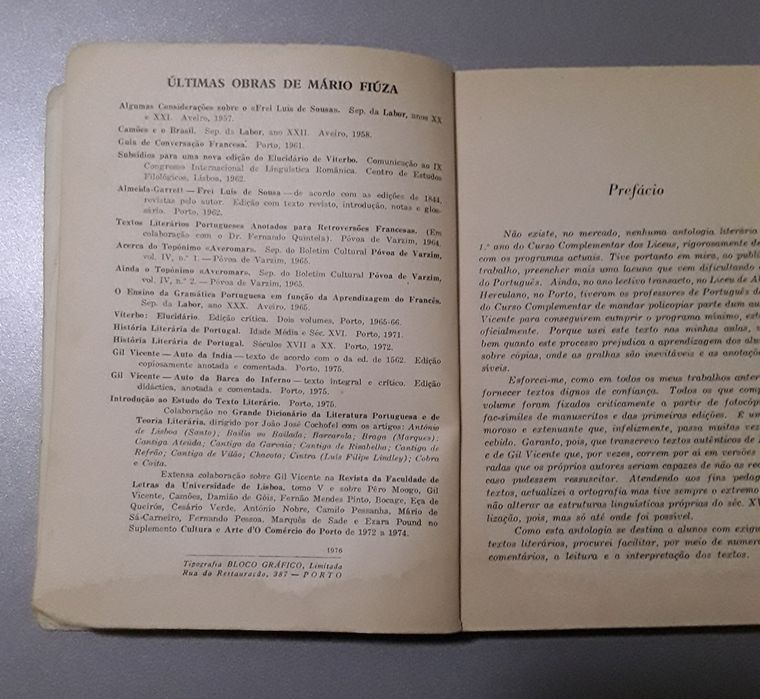 ÚLTIMAS OBRAS DE MÁRIO FIÚZA
Algumas Considerações sobre o «Frei Luís de Sousa». Sep. da Labor, anos XX
e XXI. Aveiro, 1957.
Camões e o Brasil. Sep. da Labor, ano XXII. Aveiro, 1958.
Guia de Conversação Francesa. Porto, 1961.
Subsídios para uma nova edição do Elucidário de Viterbo. Comunicação ao IX
Congresso Internacional de Linguística Românica. Centro de Estudos
Filológicos, Lisboa, 1962.
Almeida-Garrett — Frei Luís de Sousa — de acordo com as edições de 1844,
revistas pelo autor. Edição com texto revisto, introdução, notas e glos-
sário. Porto, 1962.
Textos Literários Portugueses Anotados para Retroversões Francesas. (Em
colaboração com o Dr. Fernando Quintela). Póvoa de Varzim, 1964.
Acerca do Topónimo «Averomar». Sep. do Boletim Cultural Póvoa de Varzim,
vol. IV, n.º 1. — Póvoa de Varzim, 1965.
Ainda o Topónimo «Averomar». Sep. do Boletim Cultural Póvoa de Varzim,
vol. IV, n.º 2. — Póvoa de Varzim, 1965.
O Ensino da Gramática Portuguesa em função da Aprendizagem do Francês.
Sep. da Labor, ano XXX. Aveiro, 1965.
Viterbo: Elucidário. Edição crítica. Dois volumes. Porto, 1965-66.
História Literária de Portugal. Idade Média e Séc. XVI. Porto, 1971.
História Literária de Portugal. Séculos XVII a XX. Porto, 1972.
Gil Vicente — Auto da Índia — texto de acordo com o da ed. de 1562. Edição
copiosamente anotada e comentada. Porto, 1975.
Gil Vicente — Auto da Barca do Inferno — texto integral e crítico. Edição
didáctica, anotada e comentada. Porto, 1975.
Introdução ao Estudo do Texto Literário. Porto, 1975.
Colaboração no Grande Dicionário da Literatura Portuguesa e de
Teoria Literária, dirigido por João José Cochofel com os artigos: António
de Lisboa (Santo); Bailia ou Bailada; Barcarola; Braga (Marques);
Cantiga Ateúda; Cantiga da Garvaia; Cantiga de Risabelha; Cantiga de
Refrão; Cantiga de Vilão; Chacota; Cintra (Luís Filipe Lindley); Cobra
e Coita.
Extensa colaboração sobre Gil Vicente na Revista da Faculdade de
Letras da Universidade de Lisboa, tomo V e sobre Pêro Moogo, Gil
Vicente, Camões, Damião de Góis, Fernão Mendes Pinto, Bocage, Eça de
Queirós, Cesário Verde, António Nobre, Camilo Pessanha, Mário de
Sá-Carneiro, Fernando Pessoa, Marquês de Sade e Ezara Pound no
Suplemento Cultura e Arte d'O Comércio do Porto de 1972 a 1974.
1976
Tipografia BLOCO GRÁFICO, Limitada
Rua da Restauração, 387 — PORTO
Prefácio
Não existe, no mercado, nenhuma antologia literária
1.º ano do Curso Complementar dos Liceus, rigorosamente de
com os programas actuais. Tive portanto em mira, ao publi
trabalho, preencher mais uma lacuna que vem dificultando
do Português. Ainda, no ano lectivo transacto, no Liceu de Al
Herculano, no Porto, tiveram os professores de Português d
do Curso Complementar de mandar policopiar parte dum au
Vicente para conseguirem cumprir o programa mínimo, est
oficialmente. Porque usei este texto nas minhas aulas, s
bem quanto este processo prejudica a aprendizagem dos alu
sobre cópias, onde as gralhas são inevitáveis e as anotaçõe
síveis.
Esforcei-me, como em todos os meus trabalhos anter
fornecer textos dignos de confiança. Todos os que comp
volume foram fixados criticamente a partir de fotocóp
fac-símiles de manuscritos e das primeiras edições. É um
moroso e extenuante que, infelizmente, passa muitas vez
cebido. Garanto, pois, que transcrevo textos autênticos de
e de Gil Vicente que, por vezes, correm por aí em versões
radas que os próprios autores seriam capazes de não as rec
caso pudessem ressuscitar. Atendendo aos fins pedag
textos, actualizei a ortografia mas tive sempre o extremo
não alterar as estruturas linguísticas próprias do séc. XV
lização, pois, mas só até onde foi possível.
Como esta antologia se destina a alunos com exigu
textos literários, procurei facilitar, por meio de numero
comentários, a leitura e a interpretação dos textos.